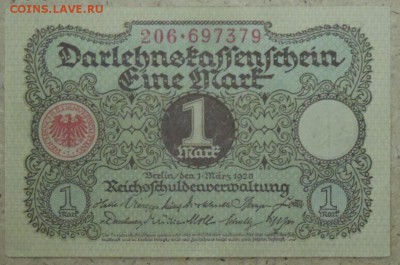 COINS.LAVE.RU
206·697379
Darlehnskassenschein
Eine Mark
1
Mark
Berlin, den 1. März 1920
Reichsschuldenverwaltung
1
Mark
1
Mark